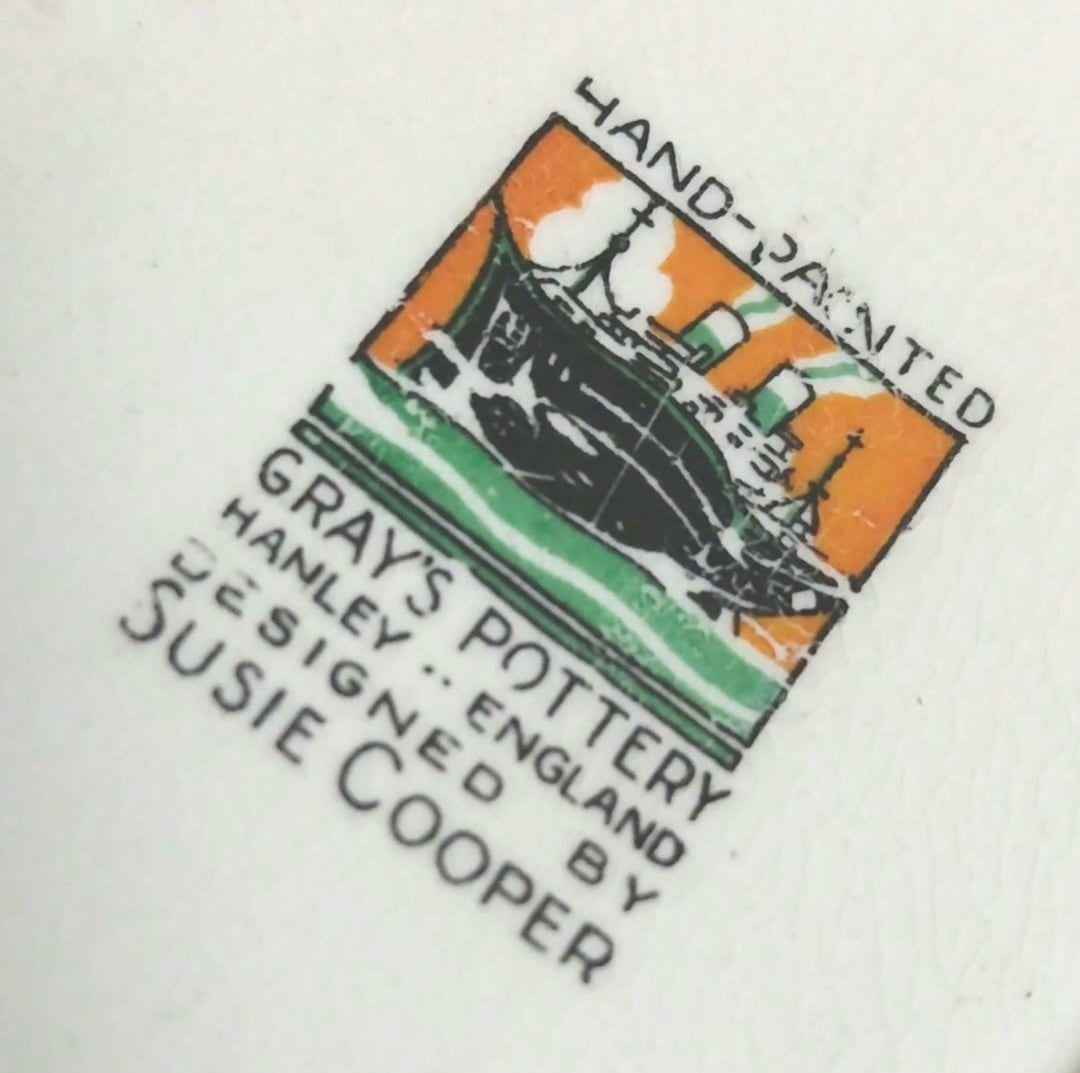 HAND-PAINTED
GRAY'S POTTERY
HANLEY .. ENGLAND
DESIGNED BY
SUSIE COOPER